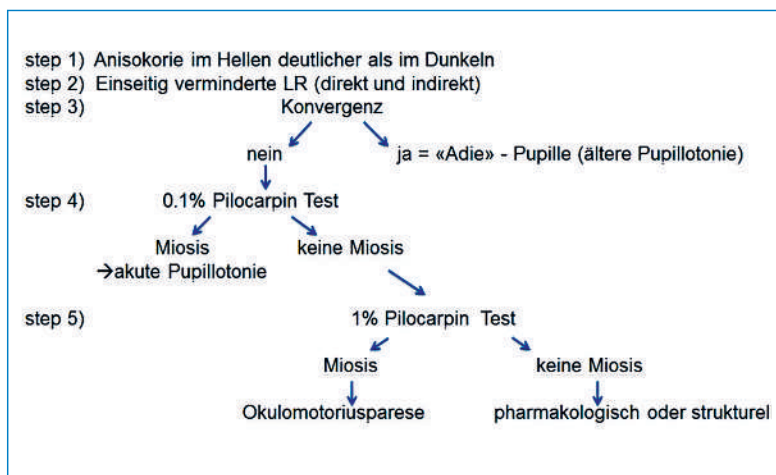 step 1) Anisokorie im Hellen deutlicher als im Dunkeln
step 2) Einseitig verminderte LR (direkt und indirekt)
step 3) Konvergenz
nein ja = «Adie» - Pupille (ältere Pupillotonie)
step 4) 0.1% Pilocarpin Test
Miosis keine Miosis
→akute Pupillotonie
step 5) 1% Pilocarpin Test
Miosis keine Miosis
Okulomotoriusparese pharmakologisch oder strukturel